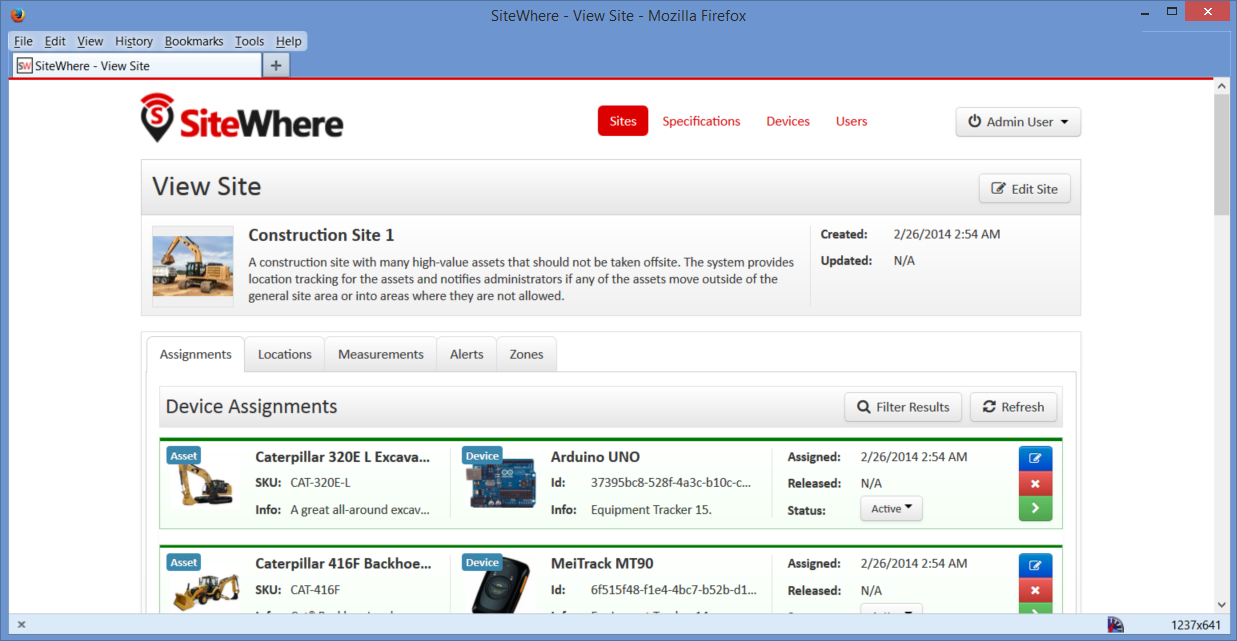 SiteWhere - View Site - Mozilla Firefox
File Edit View History Bookmarks Tools Help
SW SiteWhere - View Site
S SiteWhere
Sites Specifications Devices Users Admin User
View Site
Edit Site
Construction Site 1
A construction site with many high-value assets that should not be taken offsite. The system provides
location tracking for the assets and notifies administrators if any of the assets move outside of the
general site area or into areas where they are not allowed.
Created: 2/26/2014 2:54 AM
Updated: N/A
Assignments Locations Measurements Alerts Zones
Device Assignments
Filter Results Refresh
Asset
Caterpillar 320E L Excava...
SKU: CAT-320E-L
Info: A great all-around excav...
Device
Arduino UNO
Id: 37395bc8-528f-4a3c-b10c-c...
Info: Equipment Tracker 15.
Assigned: 2/26/2014 2:54 AM
Released: N/A
Status: Active
Asset
Caterpillar 416F Backhoe...
SKU: CAT-416F
Device
MeiTrack MT90
Id: 6f515f48-f1e4-4bc7-b52b-d1...
Assigned: 2/26/2014 2:54 AM
Released: N/A
1237x641